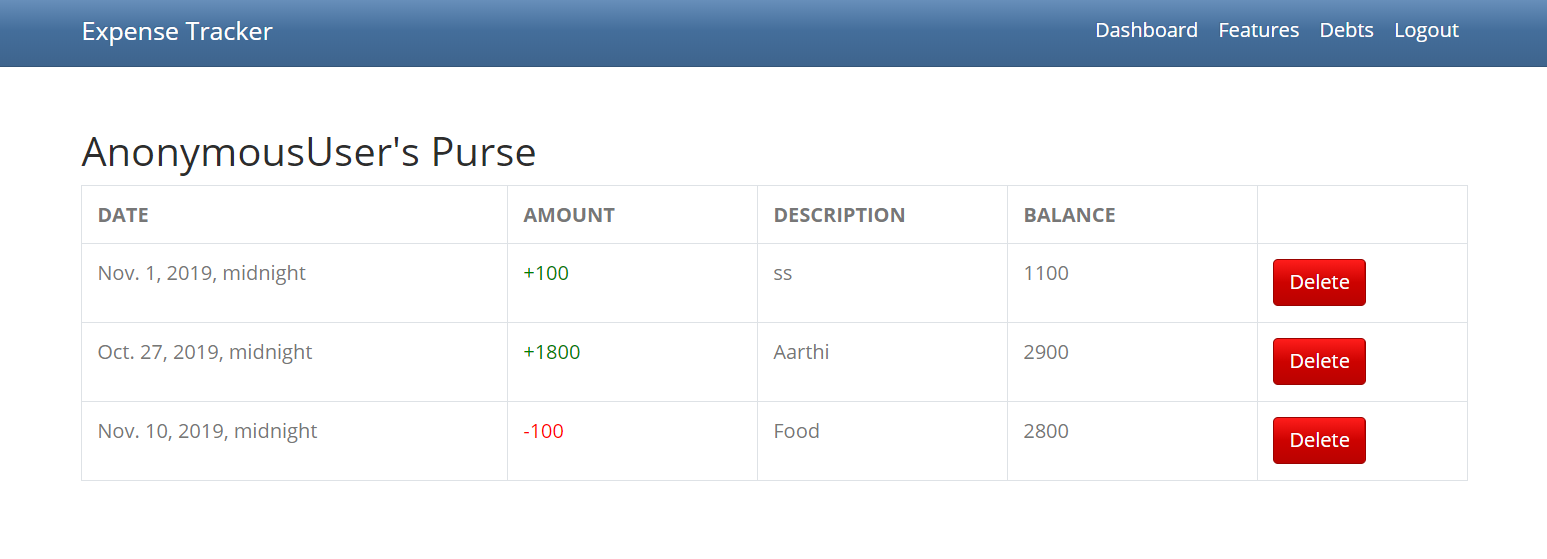 Expense Tracker Dashboard Features Debts Logout
AnonymousUser's Purse
DATE AMOUNT DESCRIPTION BALANCE
Nov. 1, 2019, midnight +100 ss 1100 Delete
Oct. 27, 2019, midnight +1800 Aarthi 2900 Delete
Nov. 10, 2019, midnight -100 Food 2800 Delete